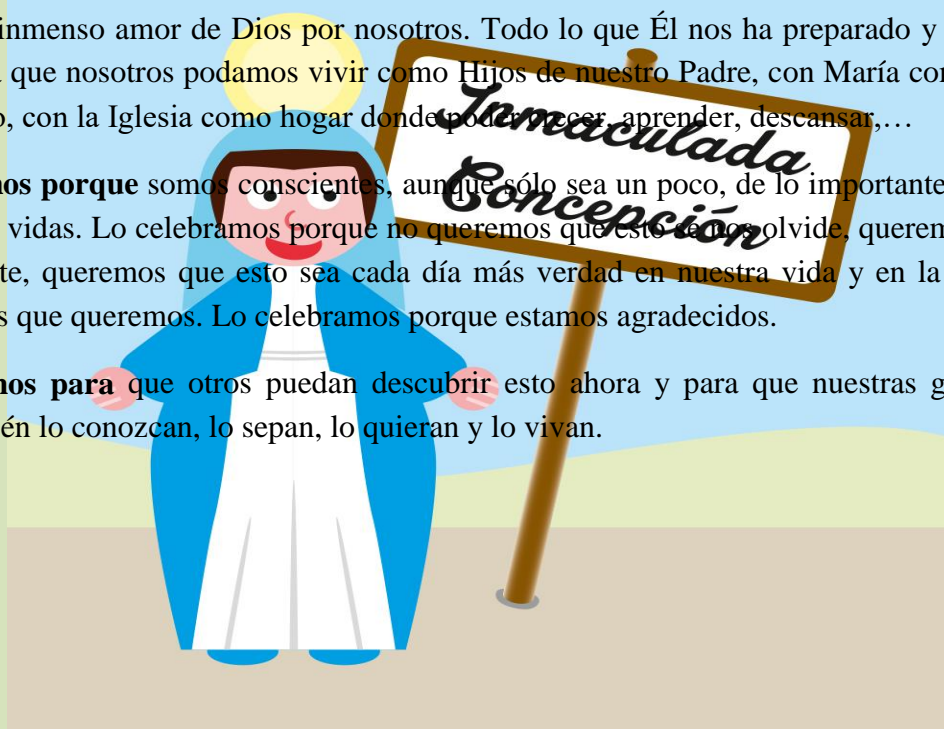 inmenso amor de Dios por nosotros. Todo lo que Él nos ha preparado y
que nosotros podamos vivir como Hijos de nuestro Padre, con María
o, con la Iglesia como hogar donde poder crecer, aprender, descansar,…
nos porque somos conscientes, aunque sólo sea un poco, de lo importante
vidas. Lo celebramos porque no queremos que esto se nos olvide, querem
te, queremos que esto sea cada día más verdad en nuestra vida y en la
s que queremos. Lo celebramos porque estamos agradecidos.
nos para que otros puedan descubrir esto ahora y para que nuestras g
én lo conozcan, lo sepan, lo quieran y lo vivan.
Inmaculada
Concepción